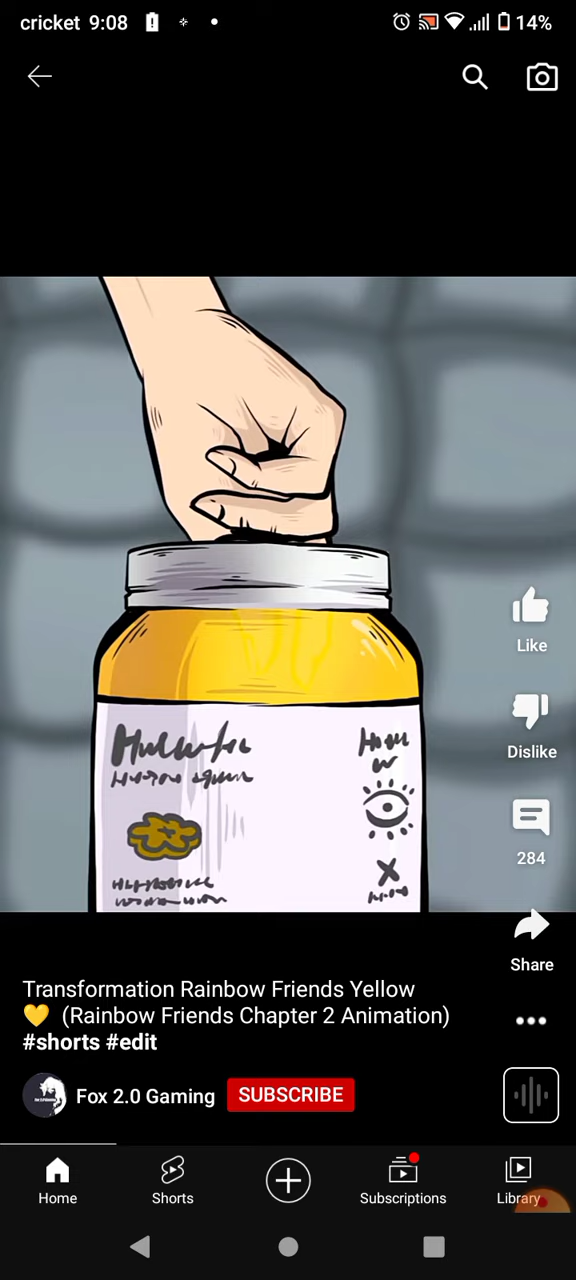 cricket 9:08 14%
Like
Dislike
284
Share
Transformation Rainbow Friends Yellow
💛 (Rainbow Friends Chapter 2 Animation)
#shorts #edit
Fox 2.0 Gaming SUBSCRIBE
Home Shorts Subscriptions Library